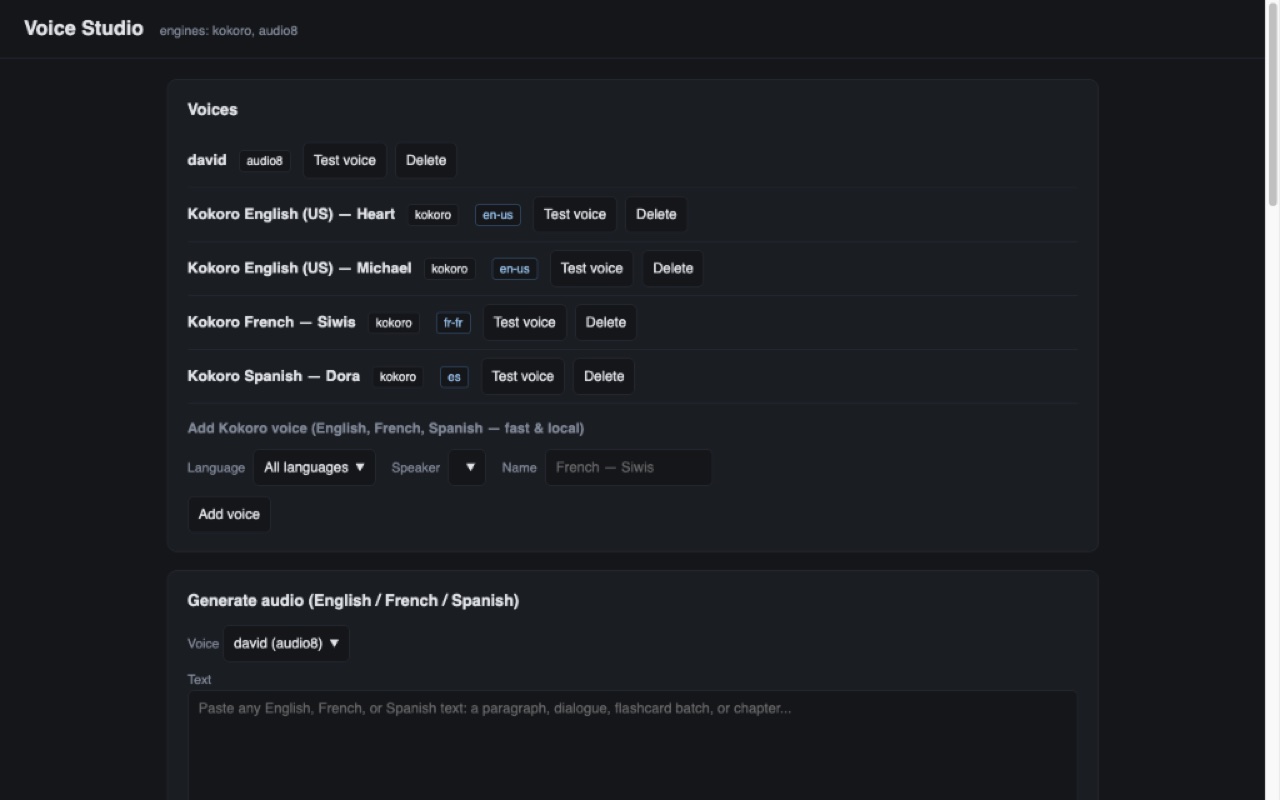 Voice Studio engines: kokoro, audio8
Voices
david audio8 Test voice Delete
Kokoro English (US) — Heart kokoro en-us Test voice Delete
Kokoro English (US) — Michael kokoro en-us Test voice Delete
Kokoro French — Siwis kokoro fr-fr Test voice Delete
Kokoro Spanish — Dora kokoro es Test voice Delete
Add Kokoro voice (English, French, Spanish — fast & local)
Language All languages ▼ Speaker ▼ Name French — Siwis
Add voice
Generate audio (English / French / Spanish)
Voice david (audio8) ▼
Text
Paste any English, French, or Spanish text: a paragraph, dialogue, flashcard batch, or chapter...